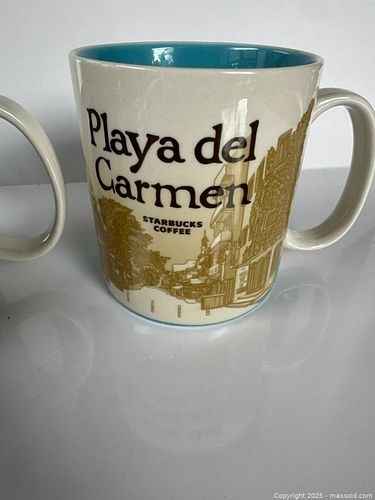 Playa del
Carmen
STARBUCKS
COFFEE
Copyright 2025 - maxsold.com